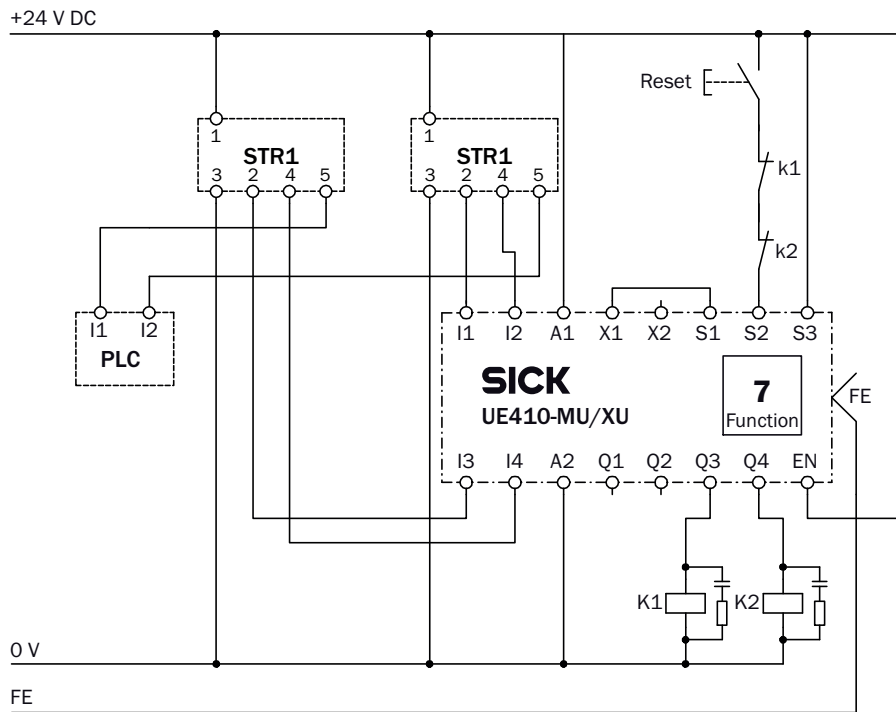 +24 V DC
Reset
1
STR1
3 2 4 5
1
STR1
3 2 4 5
k1
k2
I1 I2
PLC
I1 I2 A1 X1 X2 S1 S2 S3
SICK
UE410-MU/XU
7
Function
FE
I3 I4 A2 Q1 Q2 Q3 Q4 EN
K1
K2
0 V
FE